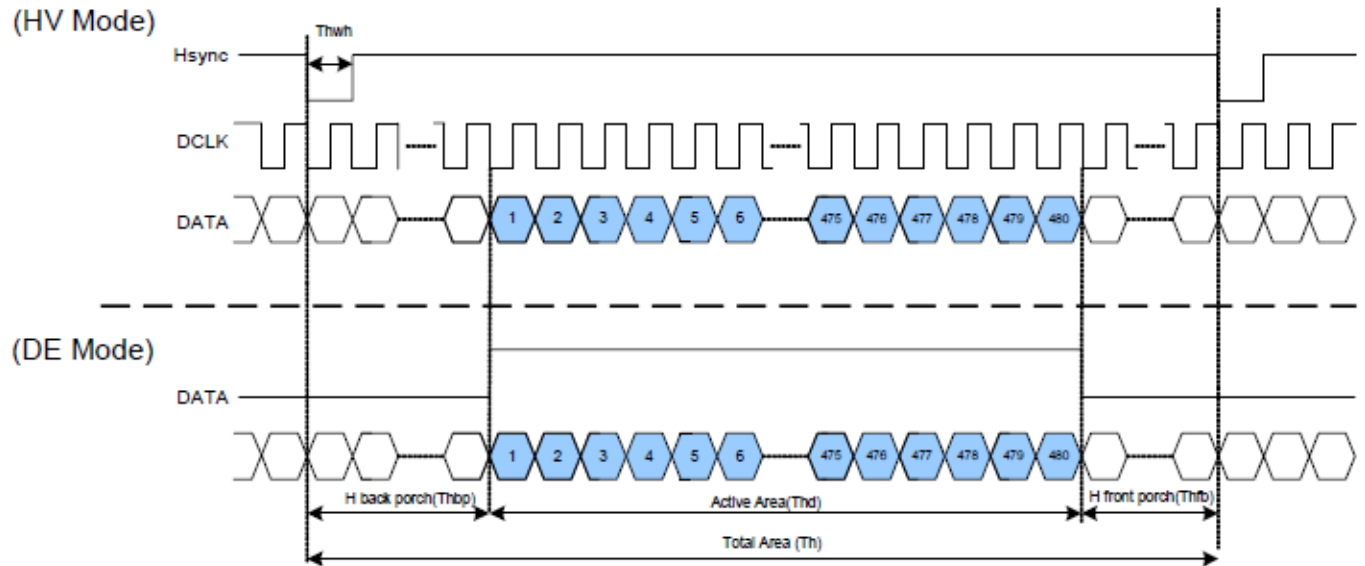 (HV Mode)
Thwh
Hsync
DCLK
DATA
1 2 3 4 5 6 475 476 477 478 479 480
(DE Mode)
DATA
1 2 3 4 5 6 475 476 477 478 479 480
H back porch(Thbp) Active Area(Thd) H front porch(Thfb)
Total Area (Th)